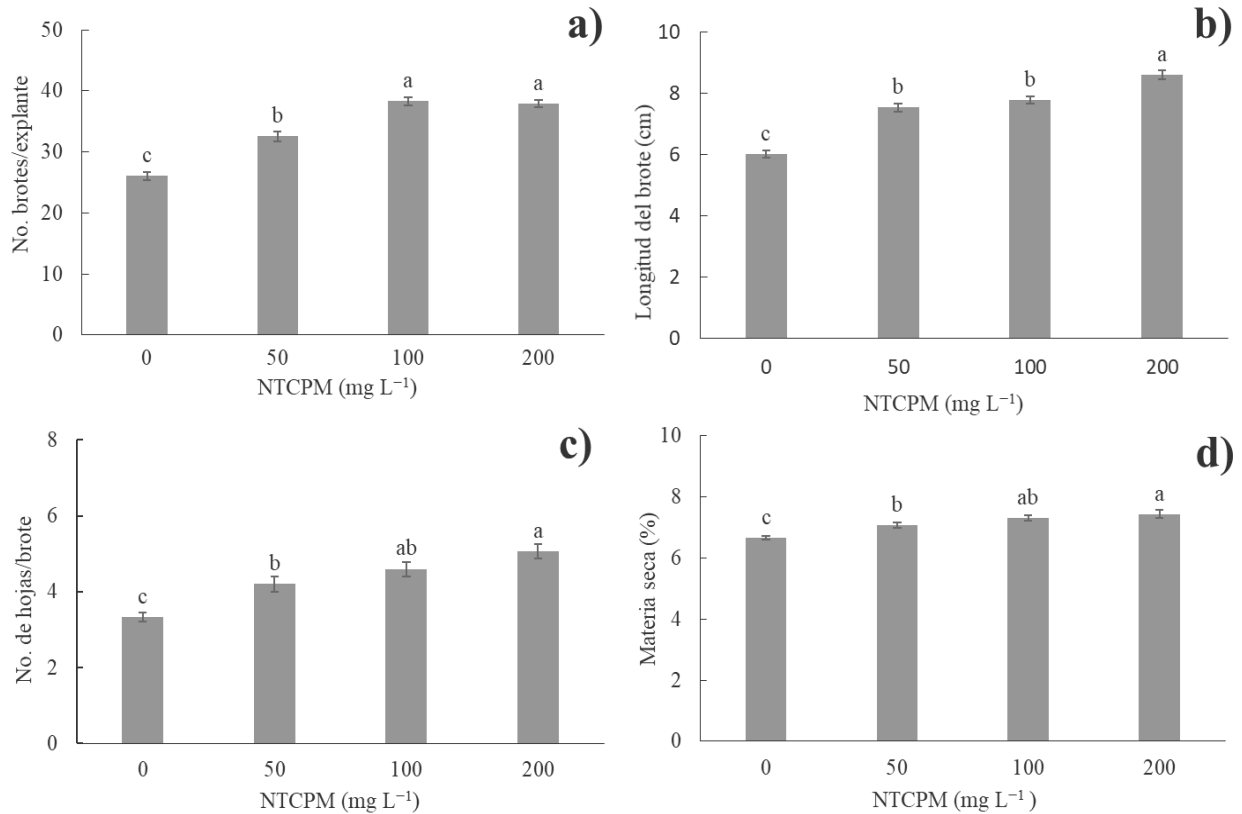 a)
No. brotes/explante
50
40
30
20
10
0
c
b
a
a
0 50 100 200
NTCPM (mg L⁻¹)
b)
Longitud del brote (cm)
10
8
6
4
2
0
c
b
b
a
0 50 100 200
NTCPM (mg L⁻¹)
c)
No. de hojas/brote
8
6
4
2
0
c
b
ab
a
0 50 100 200
NTCPM (mg L⁻¹)
d)
Materia seca (%)
10
8
6
4
2
0
c
b
ab
a
0 50 100 200
NTCPM (mg L⁻¹)